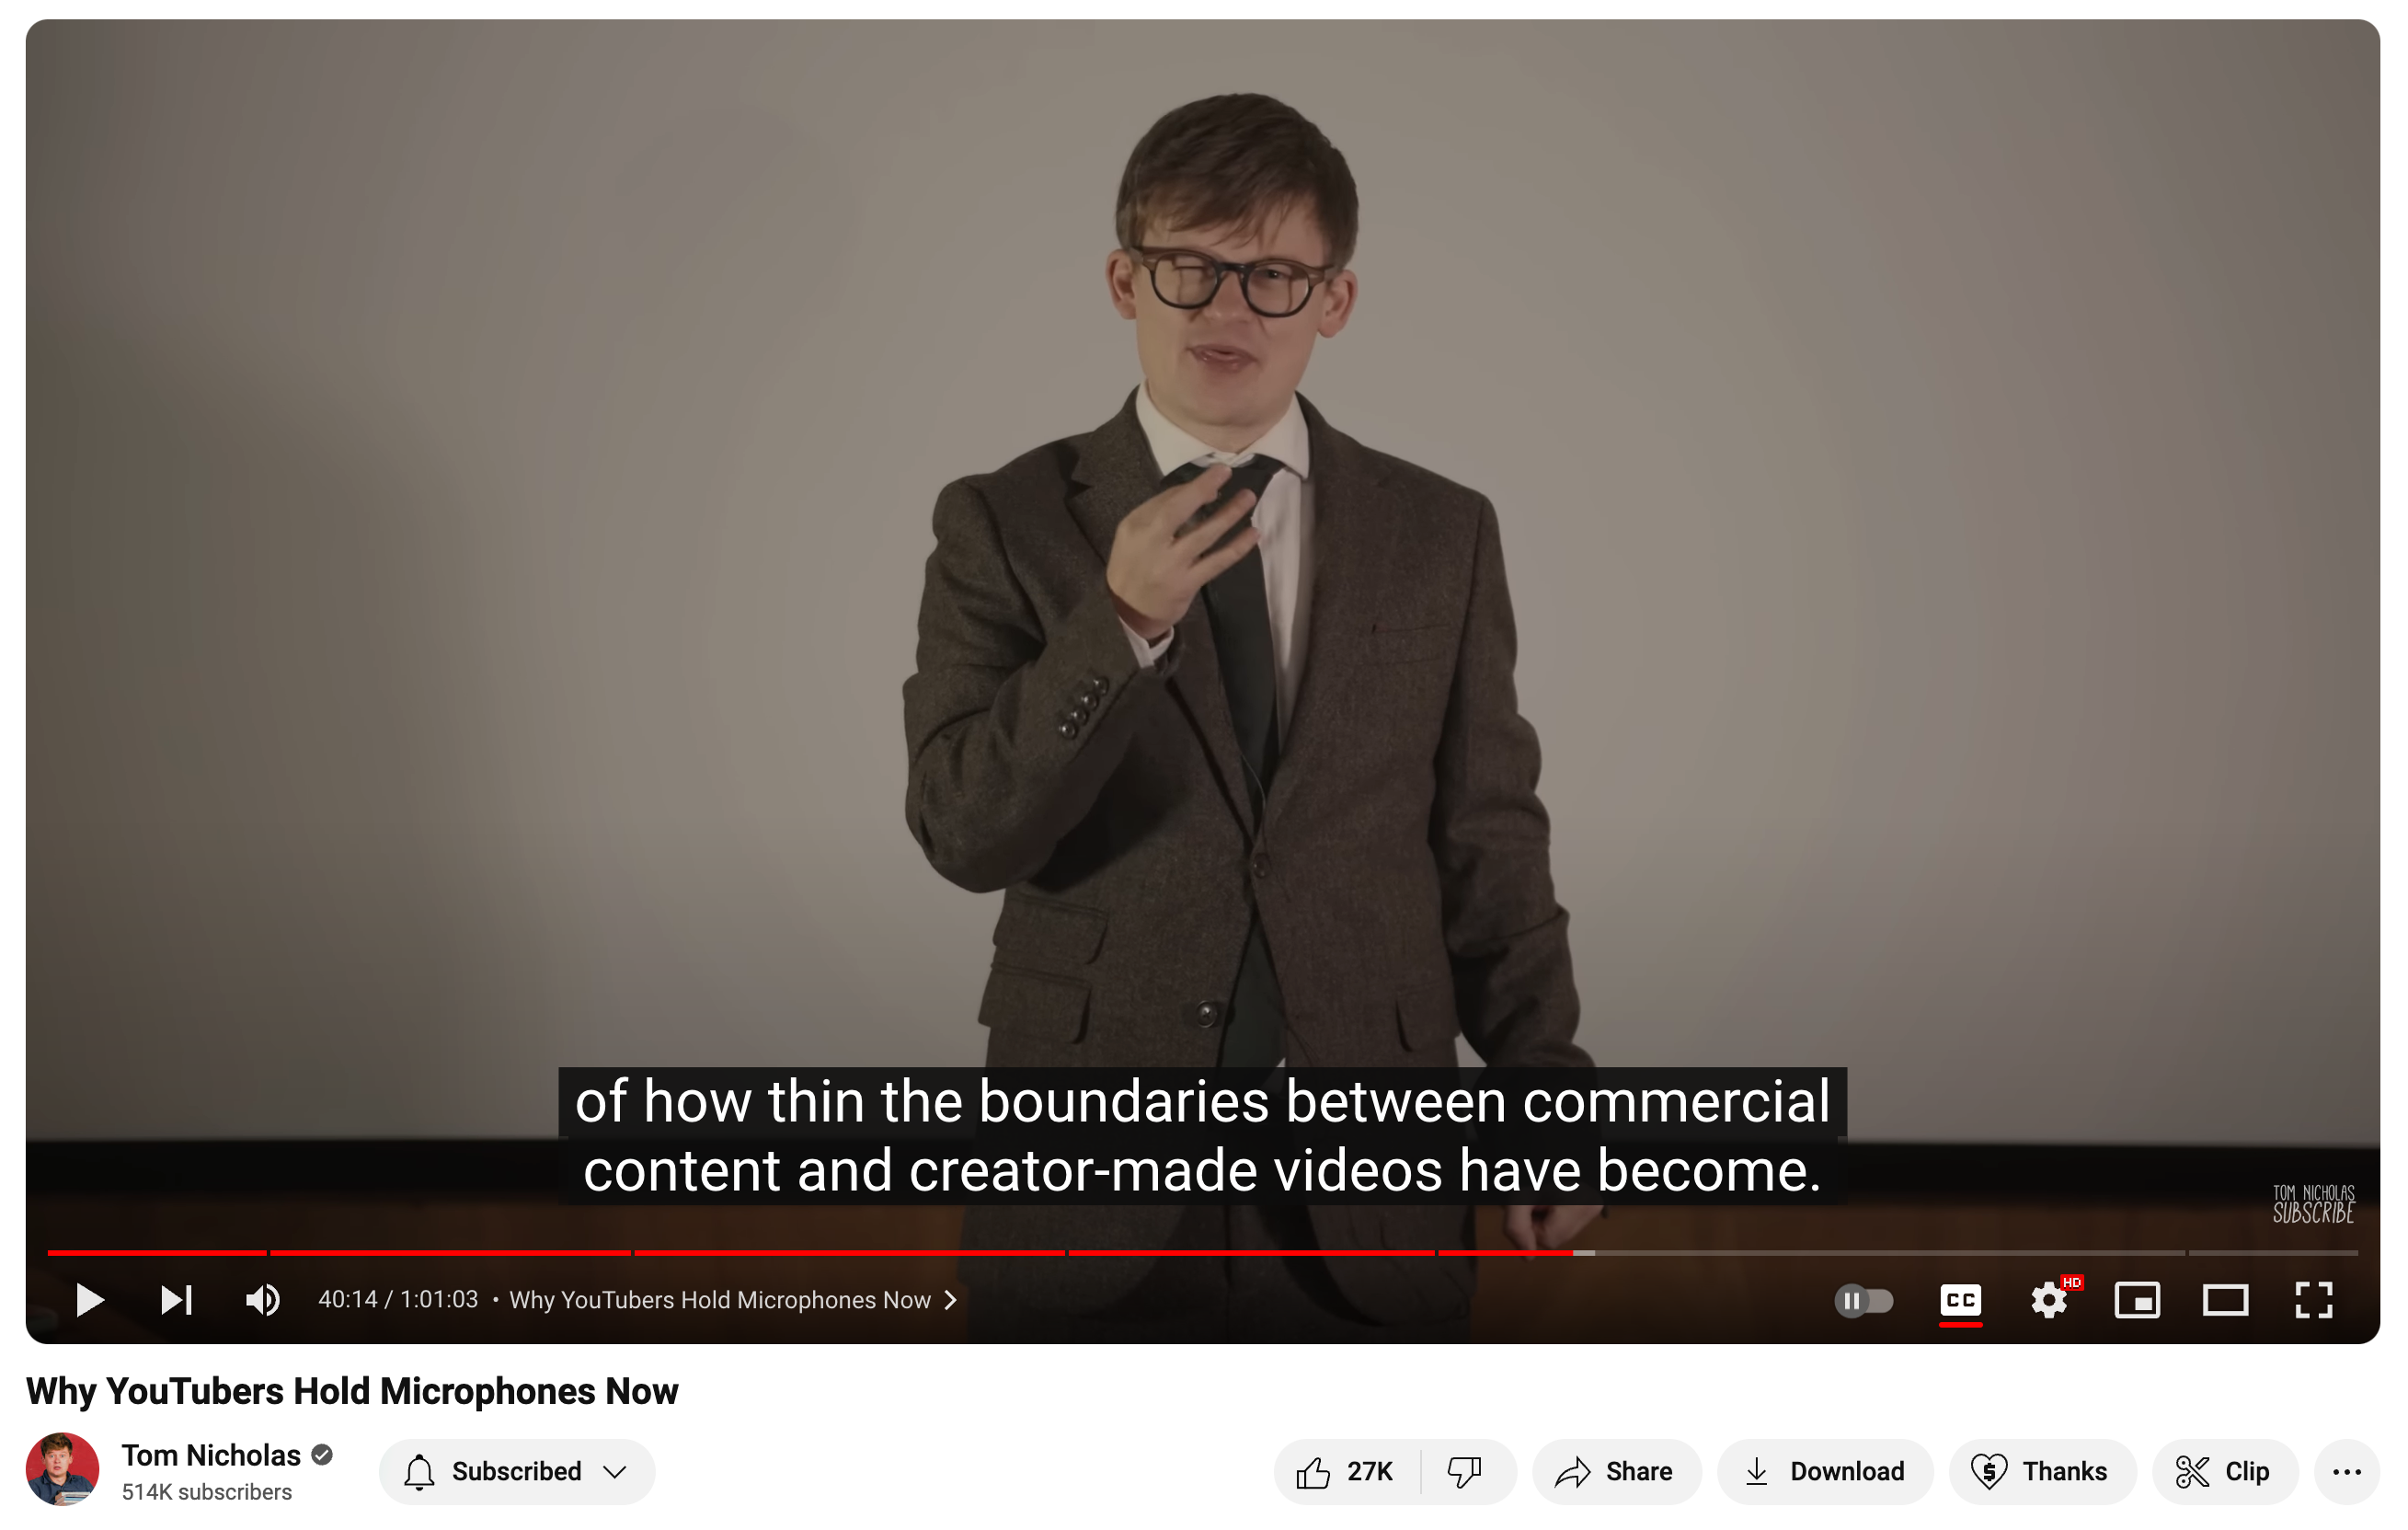 of how thin the boundaries between commercial
content and creator-made videos have become.
TOM NICHOLAS
SUBSCRIBE
40:14 / 1:01:03 • Why YouTubers Hold Microphones Now
CC
HD
Why YouTubers Hold Microphones Now
Tom Nicholas
514K subscribers
Subscribed
27K
Share
Download
Thanks
Clip